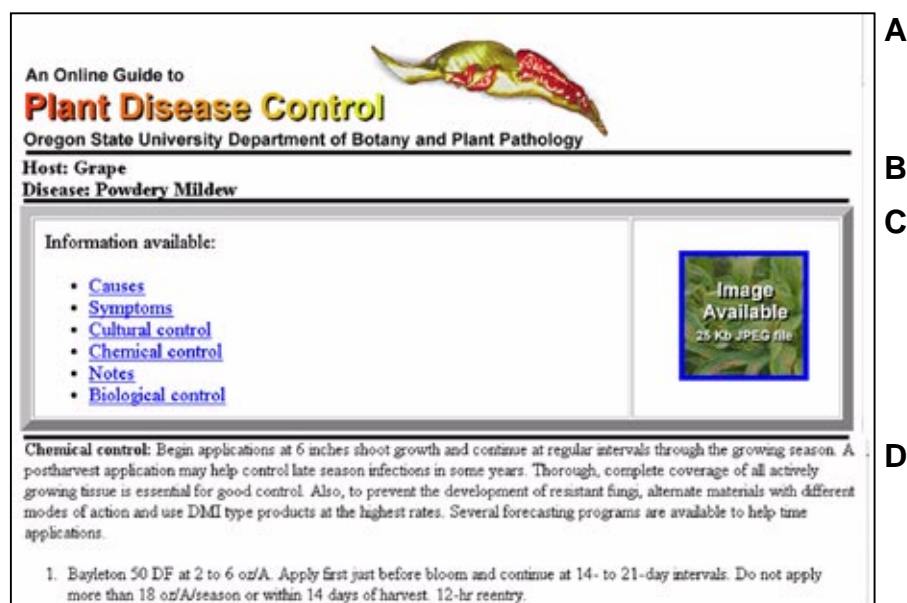 A
An Online Guide to
Plant Disease Control
Oregon State University Department of Botany and Plant Pathology
B
Host: Grape
Disease: Powdery Mildew
C
Information available:
• Causes
• Symptoms
• Cultural control
• Chemical control
• Notes
• Biological control
Image
Available
25 Kb JPEG file
D
Chemical control: Begin applications at 6 inches shoot growth and continue at regular intervals through the growing season. A
postharvest application may help control late season infections in some years. Thorough, complete coverage of all actively
growing tissue is essential for good control. Also, to prevent the development of resistant fungi, alternate materials with different
modes of action and use DMI type products at the highest rates. Several forecasting programs are available to help time
applications.
1. Bayleton 50 DF at 2 to 6 oz/A. Apply first just before bloom and continue at 14- to 21-day intervals. Do not apply
more than 18 oz/A/season or within 14 days of harvest. 12-hr reentry.